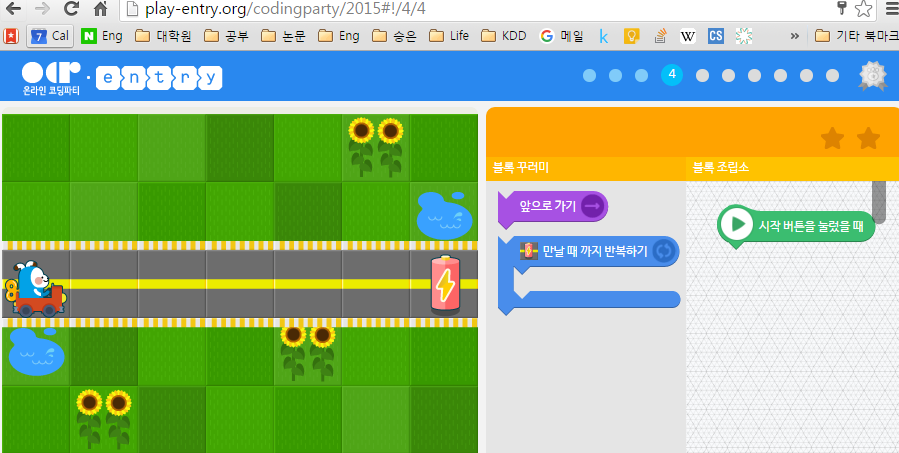 play-entry.org/codingparty/2015#!/4/4
7 Cal N Eng 대학원 공부 논문 Eng 승은 Life KDD G 메일 k W CS » 기타 북마크
온라인 코딩파티 · entry 4
블록 꾸러미 블록 조립소
앞으로 가기
시작 버튼을 눌렀을 때
만날 때 까지 반복하기
8